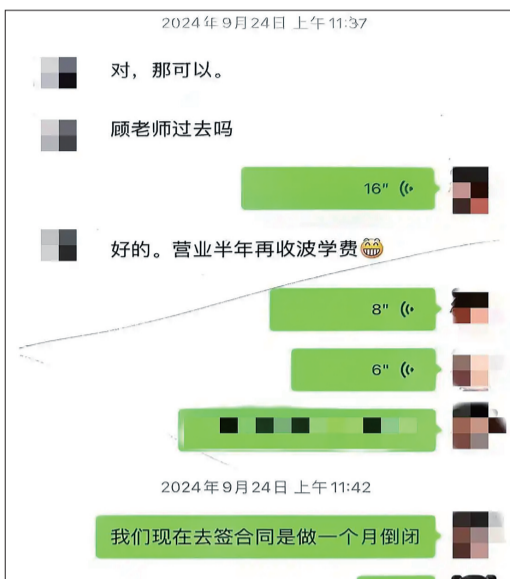 2024年9月24日 上午11:37
对，那可以。
顾老师过去吗
16"
好的。营业半年再收波学费😁
8"
6"
2024年9月24日 上午11:42
我们现在去签合同是做一个月倒闭